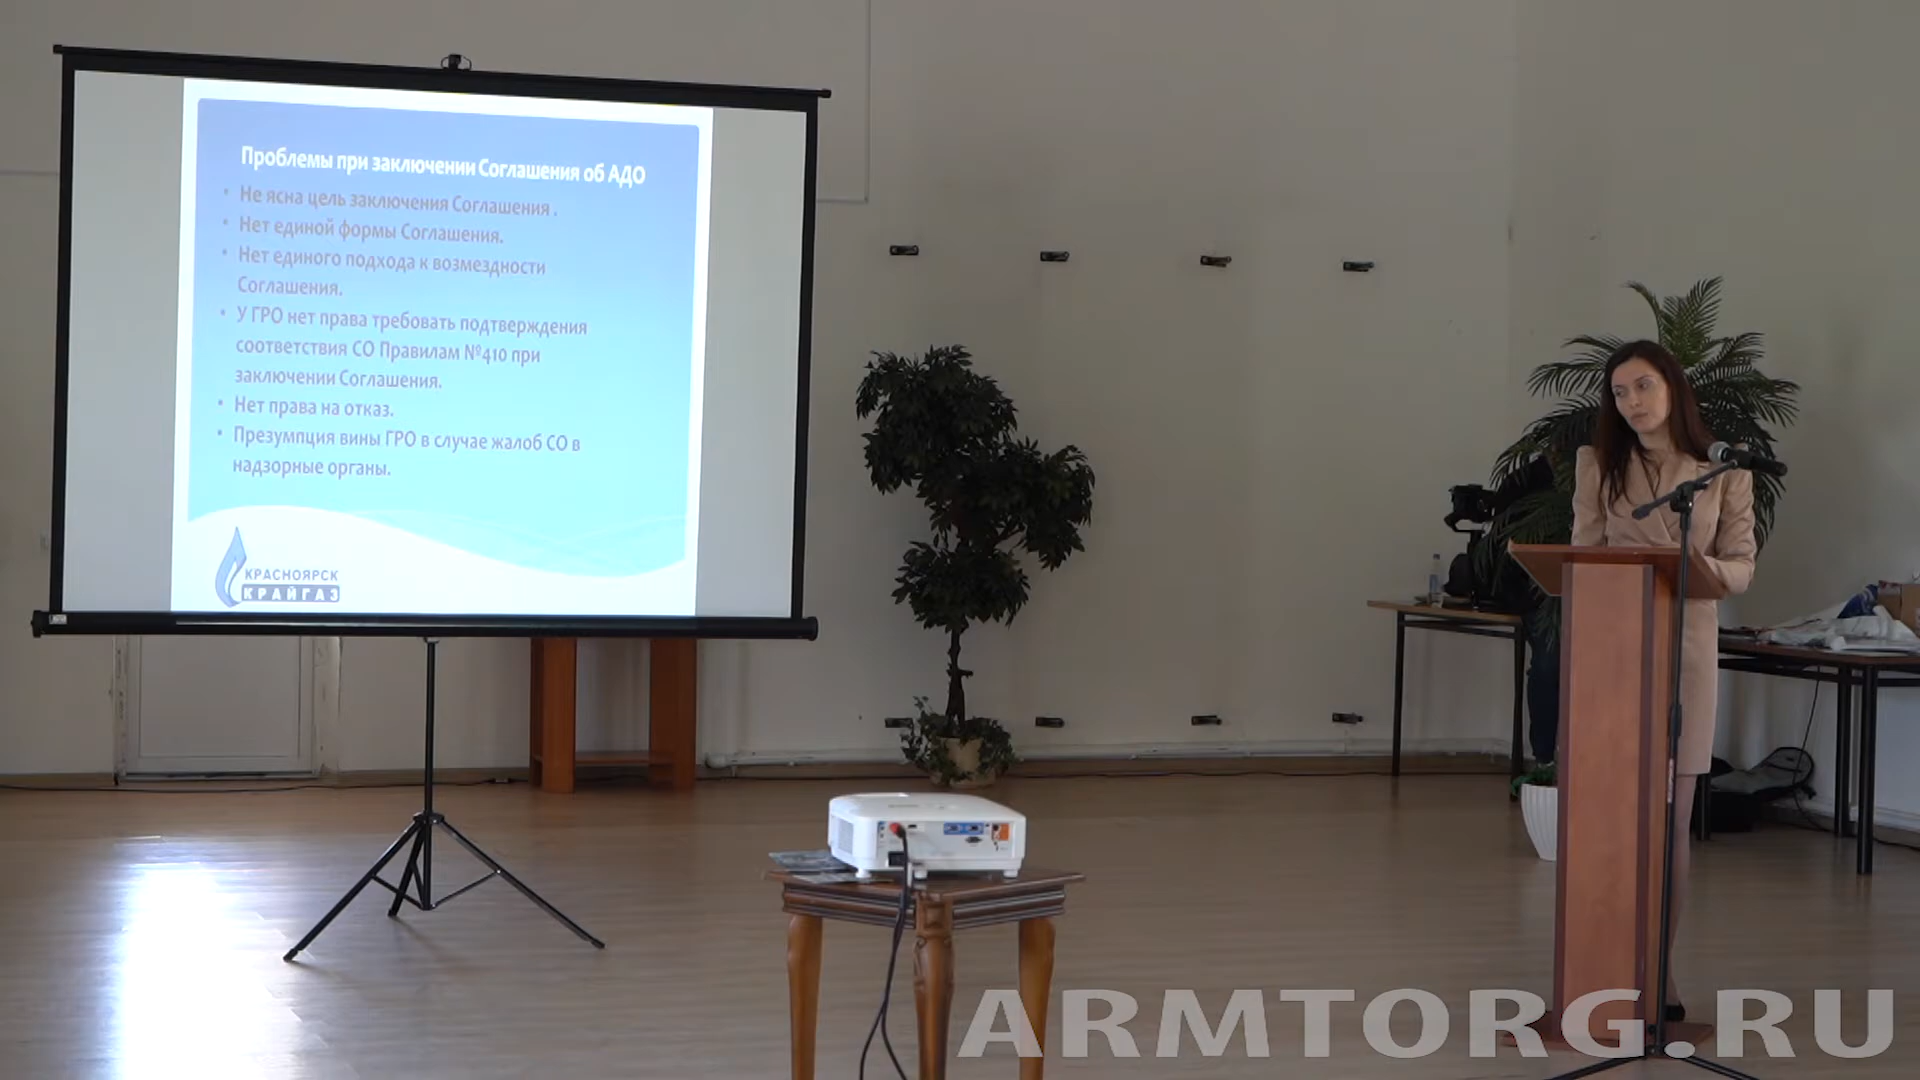 Проблемы при заключении Соглашения об АДО
• Не ясна цель заключения Соглашения .
• Нет единой формы Соглашения.
• Нет единого подхода к возмездности
Соглашения.
• У ГРО нет права требовать подтверждения
соответствия СО Правилам №410 при
заключении Соглашения.
• Нет права на отказ.
• Презумпция вины ГРО в случае жалоб СО в
надзорные органы.
КРАСНОЯРСК
КРАЙГАЗ
ARMTORG.RU